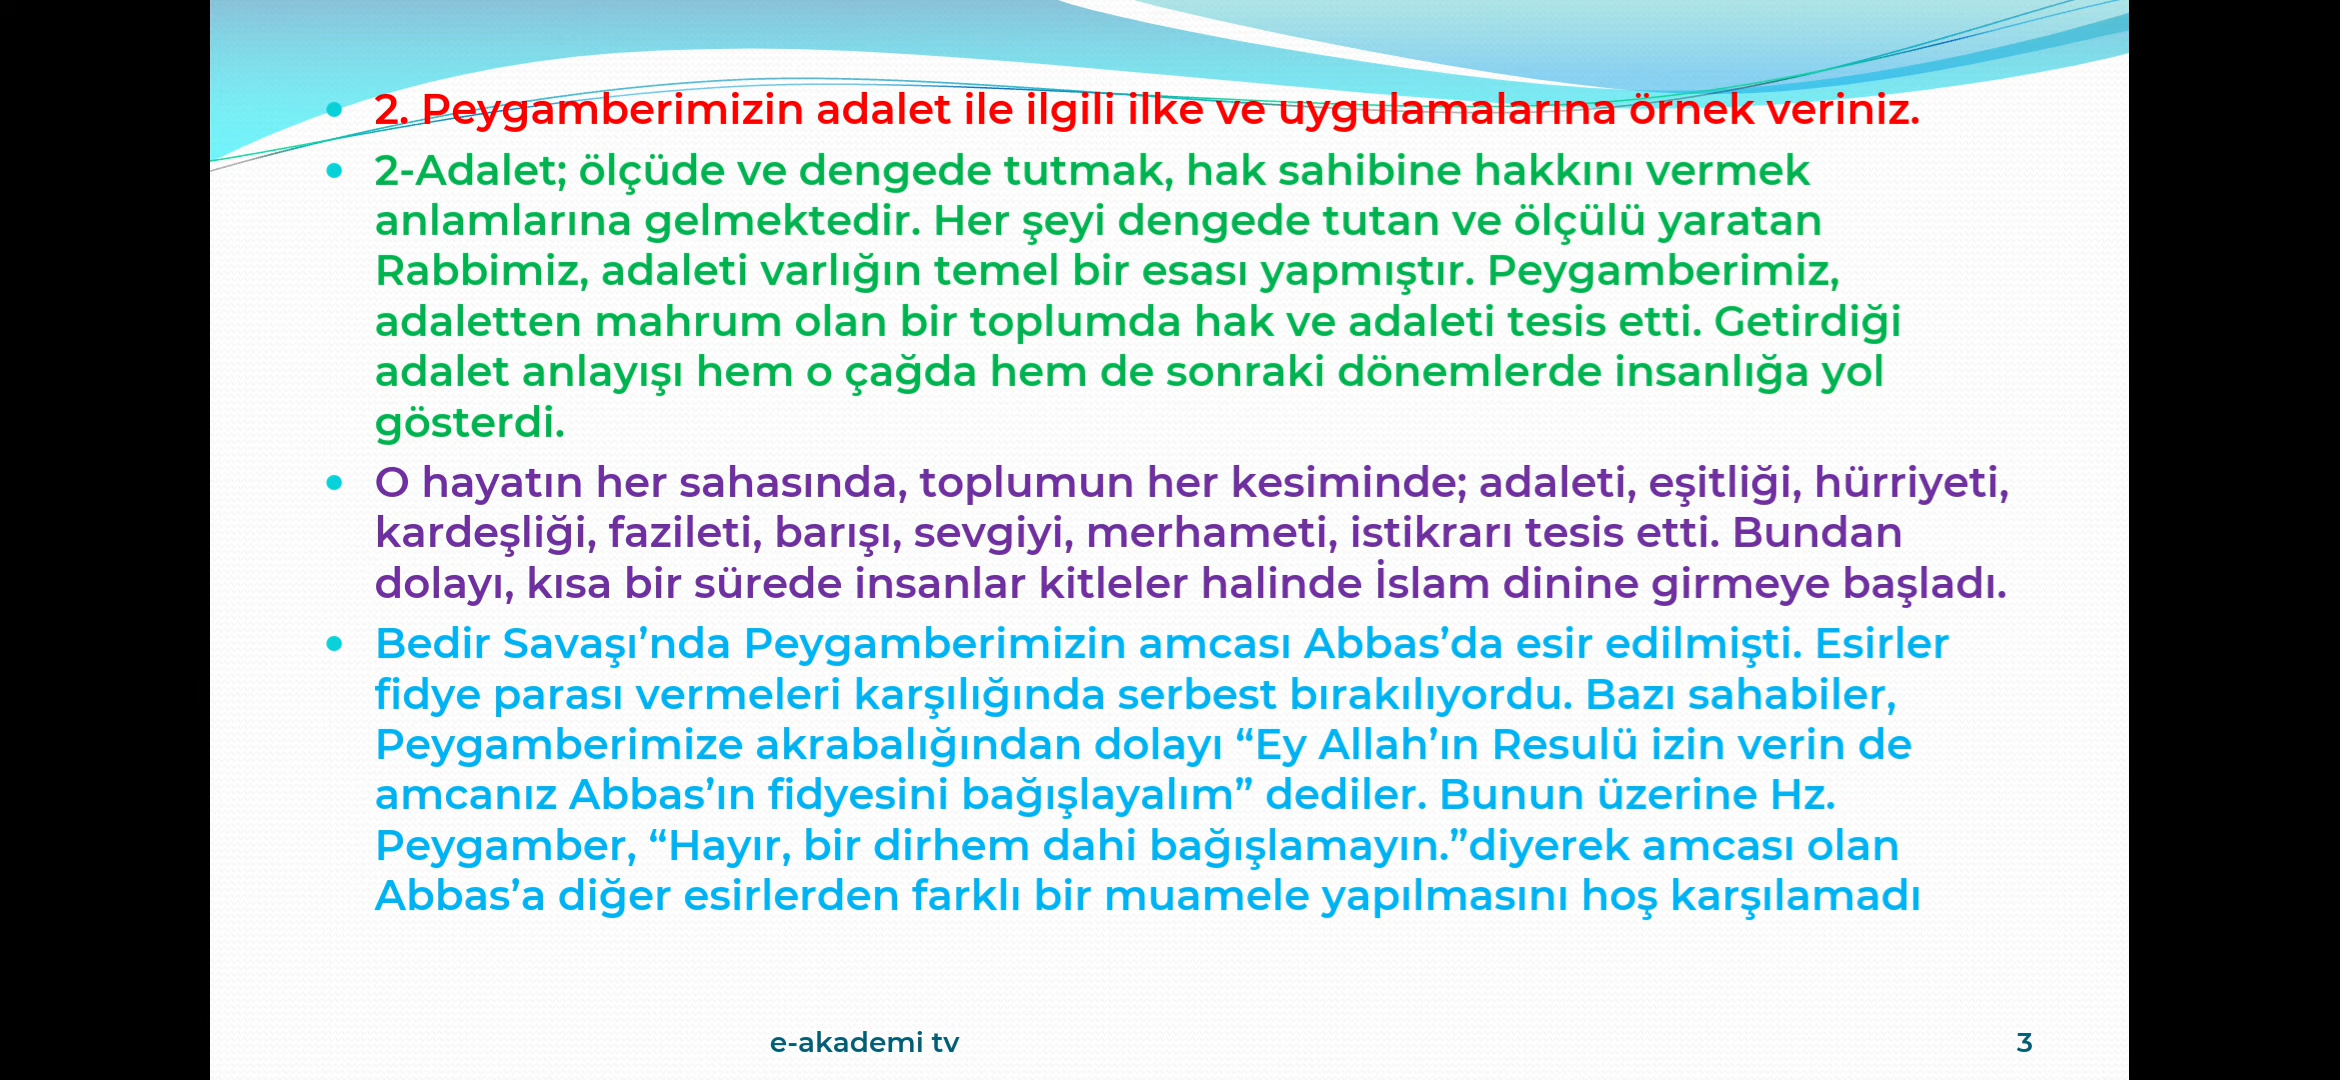 2. Peygamberimizin adalet ile ilgili ilke ve uygulamalarına örnek veriniz.
2-Adalet; ölçüde ve dengede tutmak, hak sahibine hakkını vermek
anlamlarına gelmektedir. Her şeyi dengede tutan ve ölçülü yaratan
Rabbimiz, adaleti varlığın temel bir esası yapmıştır. Peygamberimiz,
adaletten mahrum olan bir toplumda hak ve adaleti tesis etti. Getirdiği
adalet anlayışı hem o çağda hem de sonraki dönemlerde insanlığa yol
gösterdi.
O hayatın her sahasında, toplumun her kesiminde; adaleti, eşitliği, hürriyeti,
kardeşliği, fazileti, barışı, sevgiyi, merhameti, istikrarı tesis etti. Bundan
dolayı, kısa bir sürede insanlar kitleler halinde İslam dinine girmeye başladı.
Bedir Savaşı’nda Peygamberimizin amcası Abbas’da esir edilmişti. Esirler
fidye parası vermeleri karşılığında serbest bırakılıyordu. Bazı sahabiler,
Peygamberimize akrabalığından dolayı “Ey Allah’ın Resulü izin verin de
amcanız Abbas’ın fidyesini bağışlayalım” dediler. Bunun üzerine Hz.
Peygamber, “Hayır, bir dirhem dahi bağışlamayın.”diyerek amcası olan
Abbas’a diğer esirlerden farklı bir muamele yapılmasını hoş karşılamadı
e-akademi tv
3